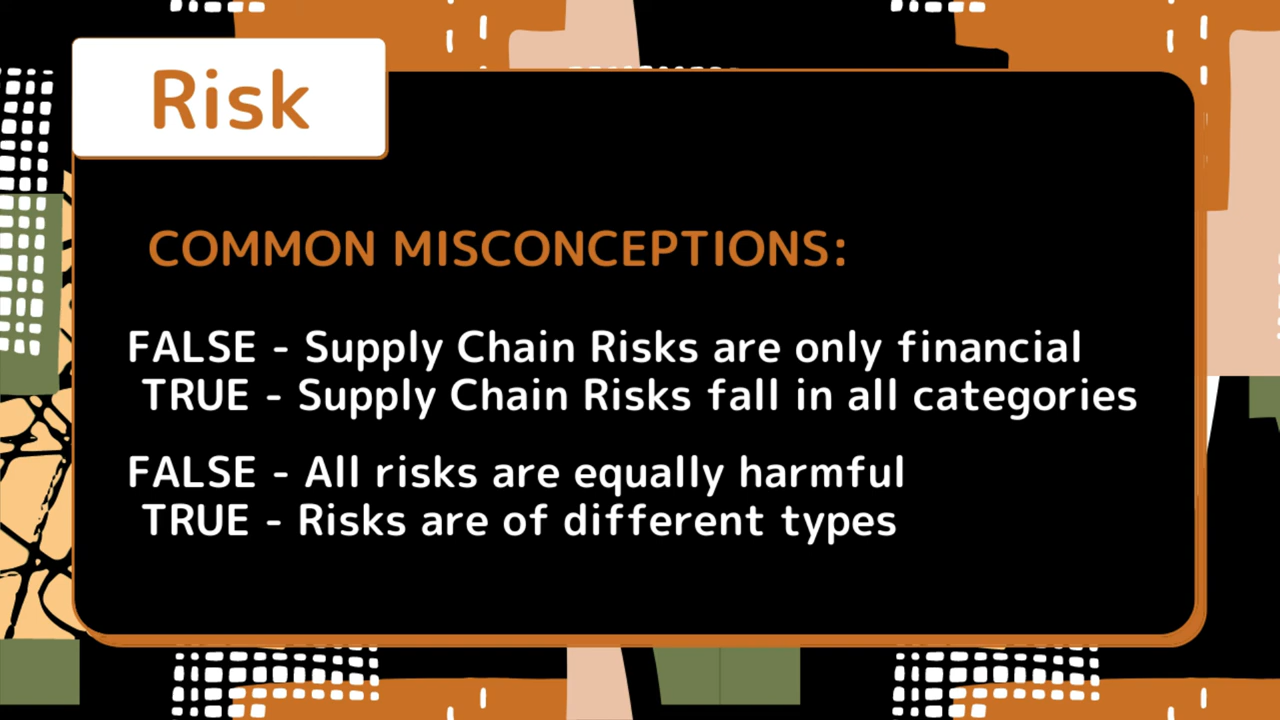 Risk
COMMON MISCONCEPTIONS:
FALSE - Supply Chain Risks are only financial
TRUE - Supply Chain Risks fall in all categories
FALSE - All risks are equally harmful
TRUE - Risks are of different types